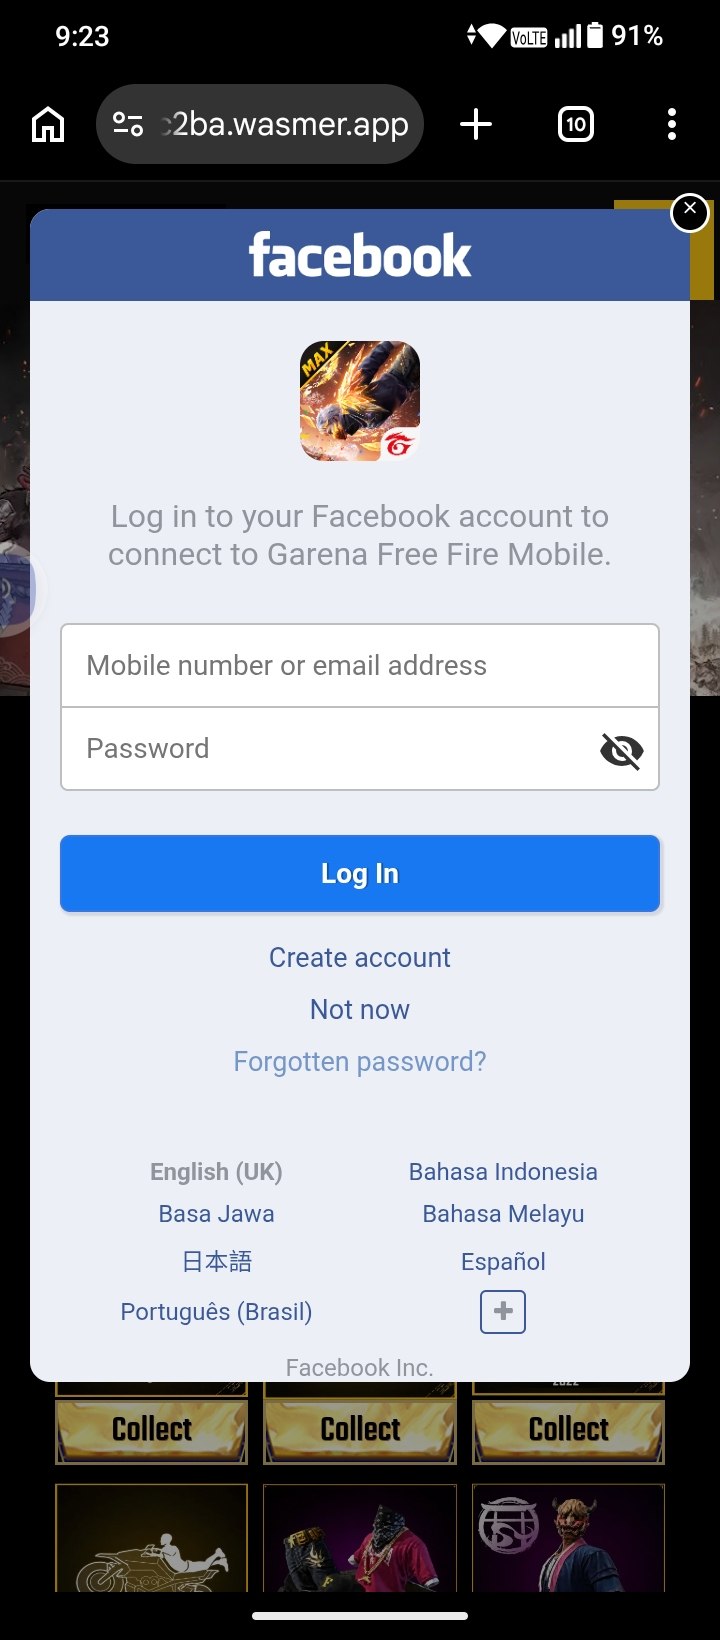 9:23
VoLTE
91%
2ba.wasmer.app
10
facebook
MAX
Log in to your Facebook account to
connect to Garena Free Fire Mobile.
Mobile number or email address
Password
Log In
Create account
Not now
Forgotten password?
English (UK)
Bahasa Indonesia
Basa Jawa
Bahasa Melayu
日本語
Español
Português (Brasil)
Facebook Inc.
2022
Collect
Collect
Collect